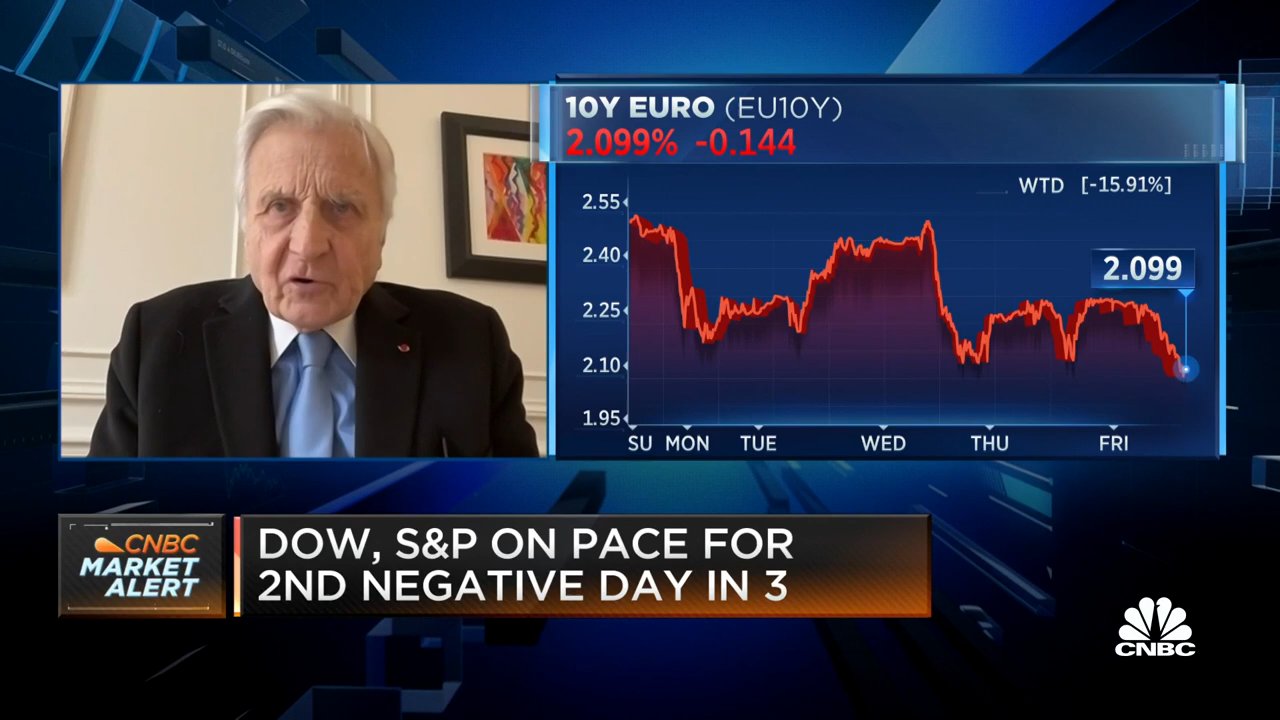 10Y EURO (EU10Y)
2.099% -0.144
WTD [-15.91%]
2.55
2.40
2.25
2.10
1.95
2.099
SU MON TUE WED THU FRI
CNBC
MARKET
ALERT
DOW, S&P ON PACE FOR
2ND NEGATIVE DAY IN 3
CNBC